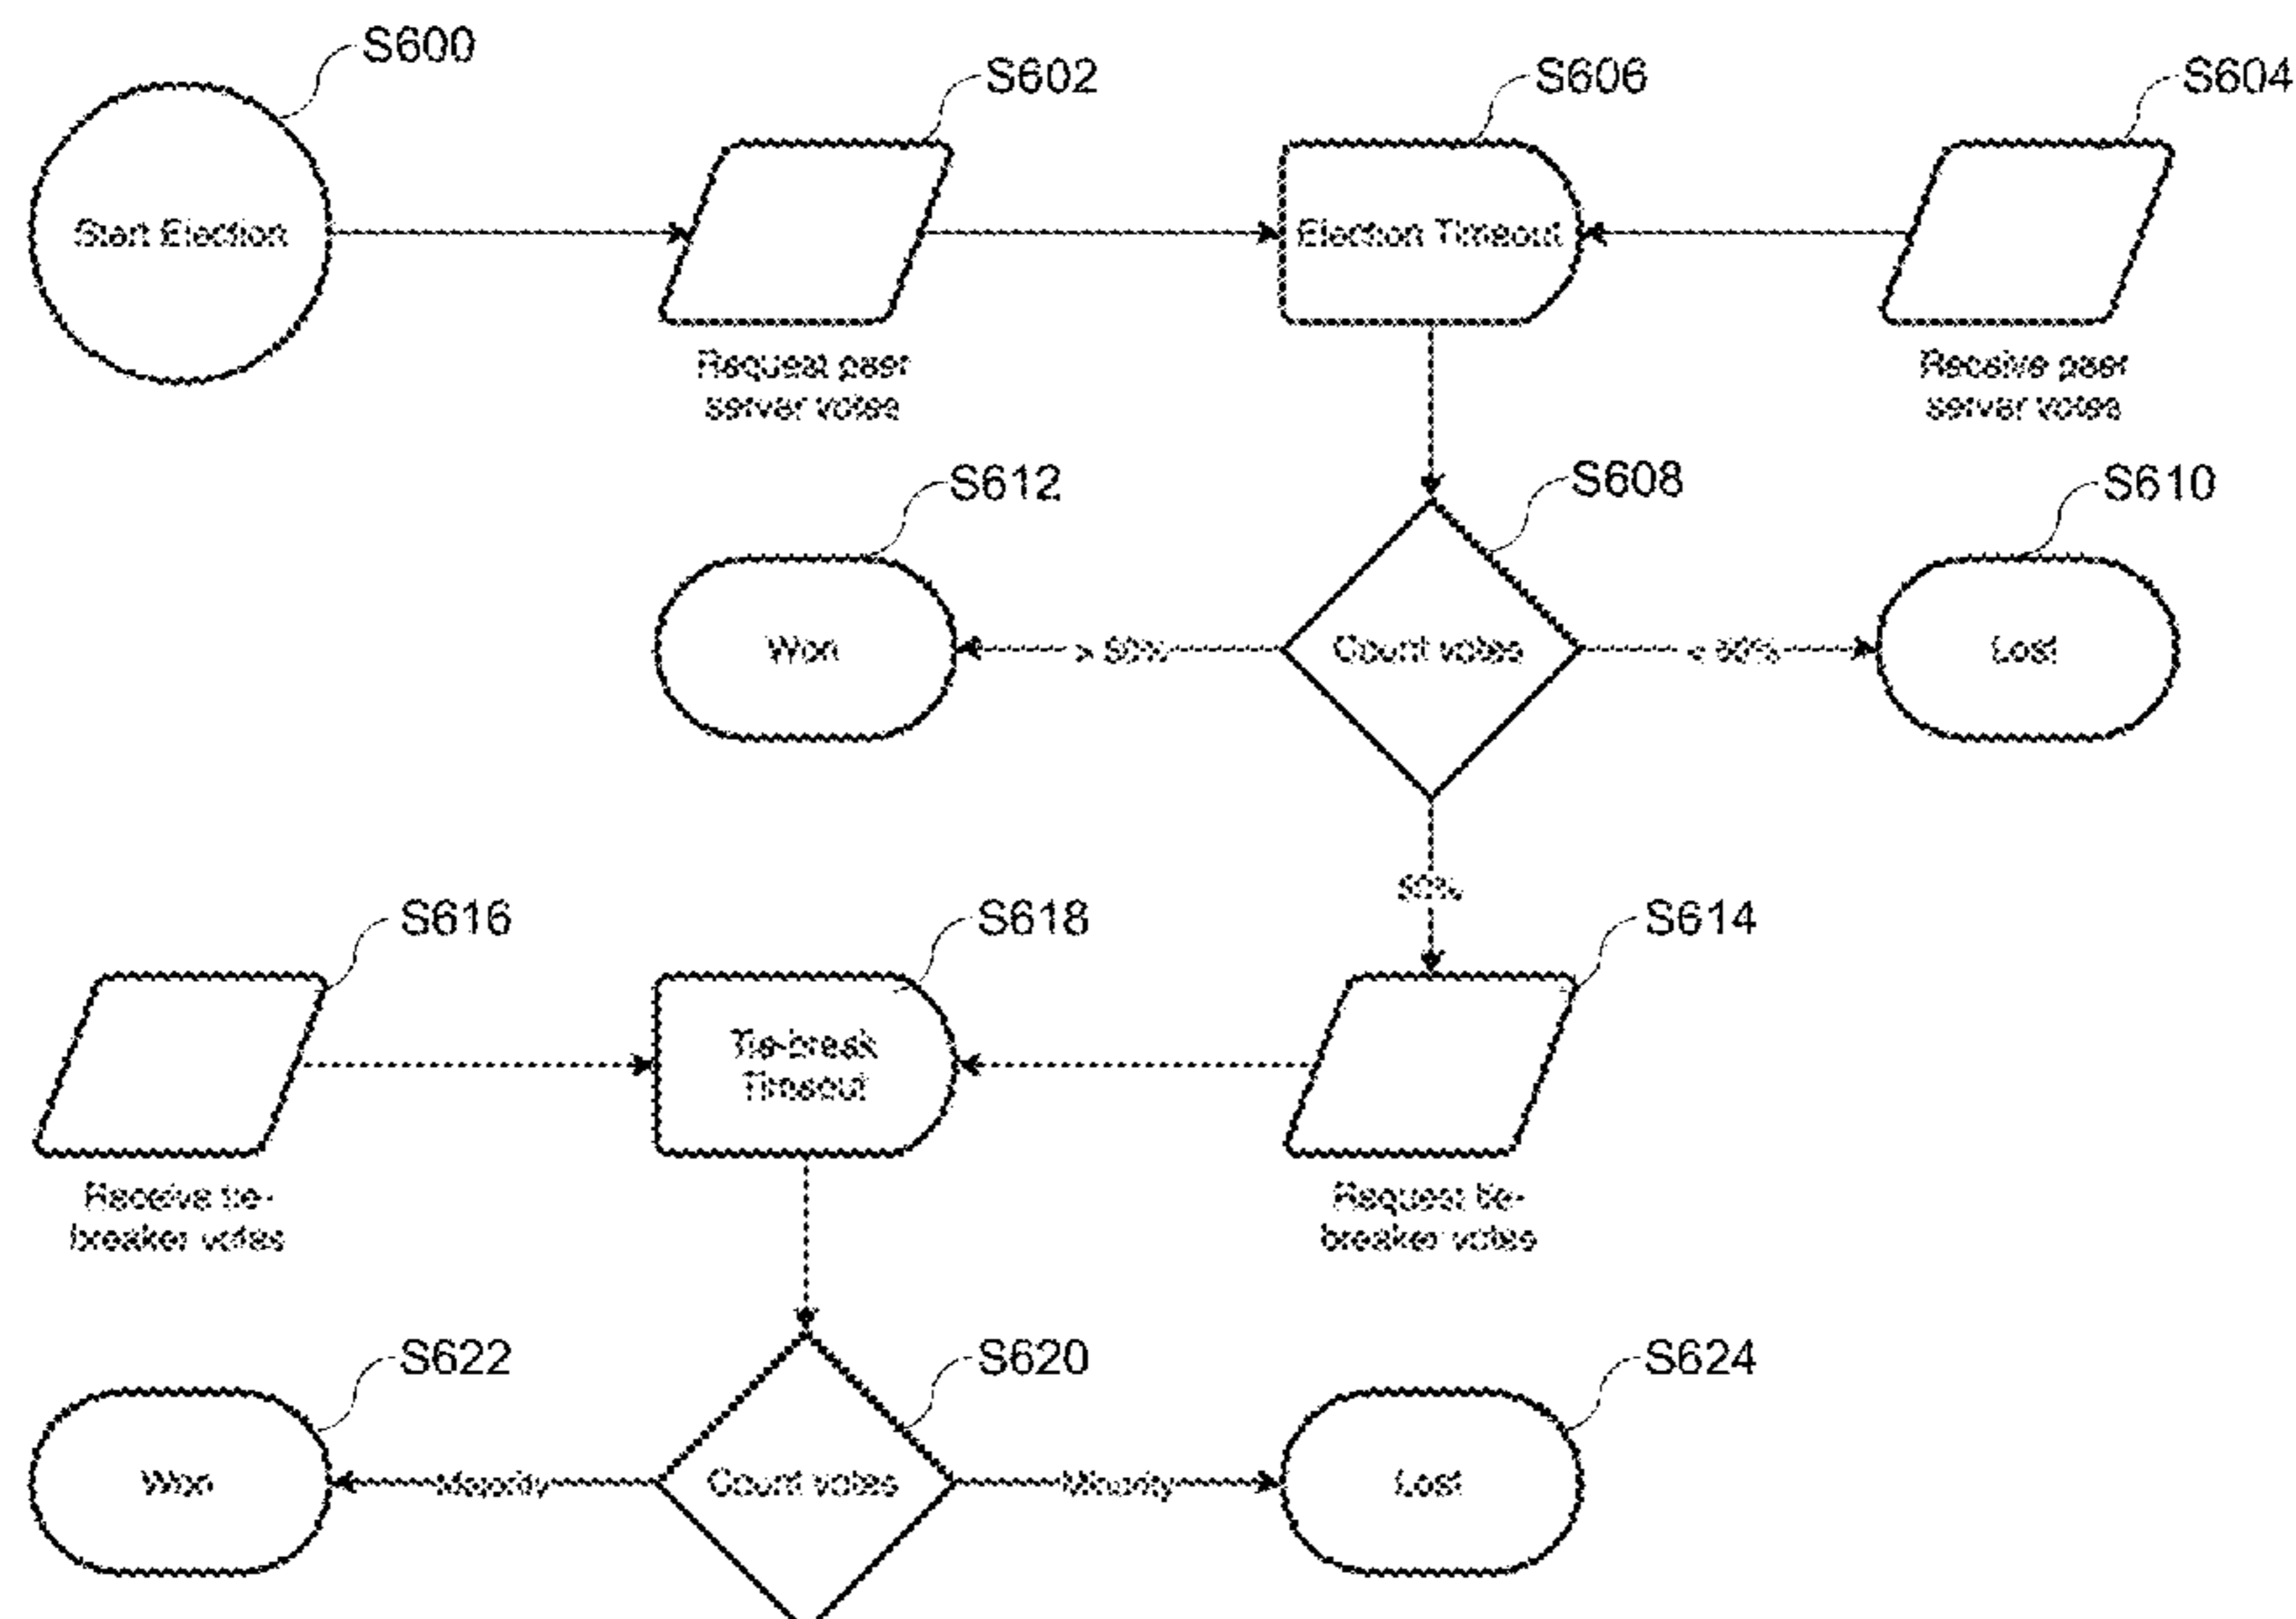 S600
S602
S606
S604
Start Election
Election Timeout
Request peer
server votes
Receive peer
server votes
S612
S608
S610
Won
> 50%
Count votes
< 50%
Lost
50%
S616
S618
S614
Tie-break
Timeout
Receive tie-
breaker votes
Request tie-
breaker votes
S622
S620
S624
Won
Majority
Count votes
Minority
Lost